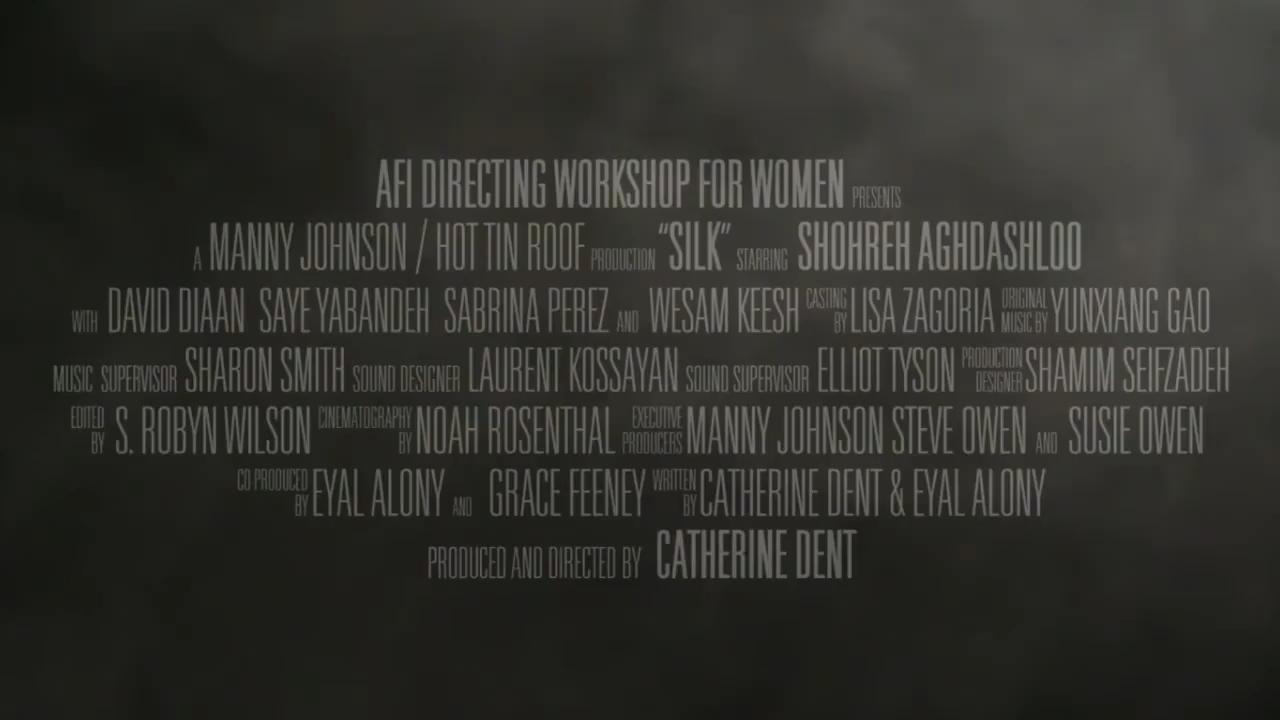 AFI DIRECTING WORKSHOP FOR WOMEN PRESENTS
A MANNY JOHNSON / HOT TIN ROOF PRODUCTION "SILK" STARRING SHOHREH AGHDASHLOO
WITH DAVID DIAAN SAYE YABANDEH SABRINA PEREZ AND WESAM KEESH CASTING BY LISA ZAGORIA ORIGINAL MUSIC BY YUNXIANG GAO
MUSIC SUPERVISOR SHARON SMITH SOUND DESIGNER LAURENT KOSSAYAN SOUND SUPERVISOR ELLIOT TYSON PRODUCTION DESIGNER SHAMIM SEIFZADEH
EDITED BY S. ROBYN WILSON CINEMATOGRAPHY BY NOAH ROSENTHAL EXECUTIVE PRODUCERS MANNY JOHNSON STEVE OWEN AND SUSIE OWEN
CO PRODUCED BY EYAL ALONY AND GRACE FEENEY WRITTEN BY CATHERINE DENT & EYAL ALONY
PRODUCED AND DIRECTED BY CATHERINE DENT